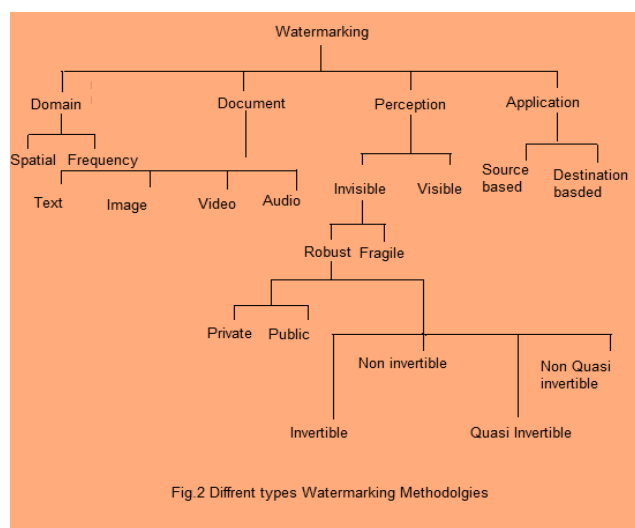 Watermarking
Domain
Document
Perception
Application
Spatial
Frequency
Source
based
Destination
basded
Text
Image
Video
Audio
Invisible
Visible
Robust
Fragile
Private
Public
Non invertible
Non Quasi
invertible
Invertible
Quasi Invertible
Fig.2 Diffrent types Watermarking Methodolgies